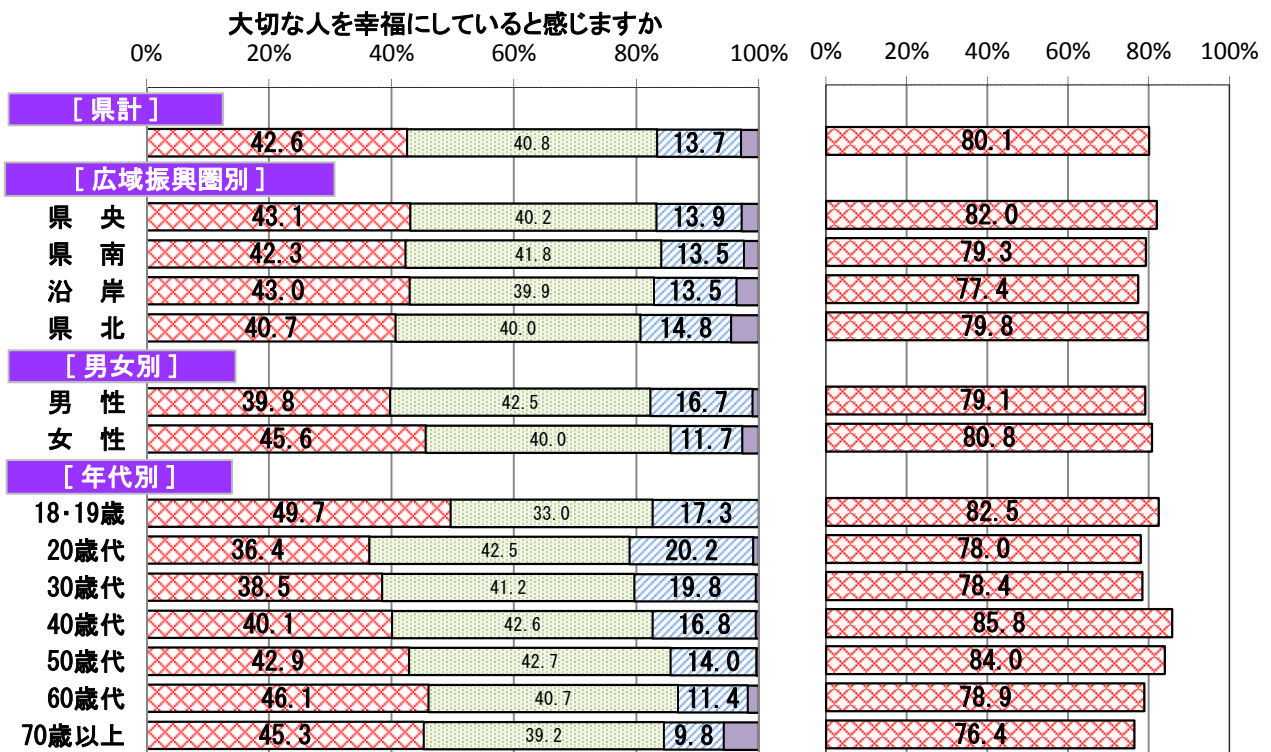 大切な人を幸福にしていると感じますか
0% 20% 40% 60% 80% 100% 0% 20% 40% 60% 80% 100%
[ 県計 ]
42.6 40.8 13.7 80.1
[ 広域振興圏別 ]
県 央 43.1 40.2 13.9 82.0
県 南 42.3 41.8 13.5 79.3
沿 岸 43.0 39.9 13.5 77.4
県 北 40.7 40.0 14.8 79.8
[ 男女別 ]
男 性 39.8 42.5 16.7 79.1
女 性 45.6 40.0 11.7 80.8
[ 年代別 ]
18・19歳 49.7 33.0 17.3 82.5
20歳代 36.4 42.5 20.2 78.0
30歳代 38.5 41.2 19.8 78.4
40歳代 40.1 42.6 16.8 85.8
50歳代 42.9 42.7 14.0 84.0
60歳代 46.1 40.7 11.4 78.9
70歳以上 45.3 39.2 9.8 76.4